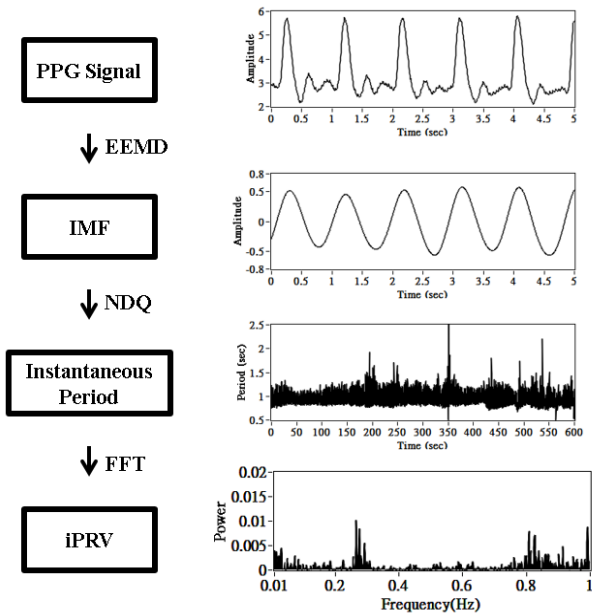 PPG Signal
EEMD
IMF
NDQ
Instantaneous
Period
FFT
iPRV
Amplitude
6
5
4
3
2
0 0.5 1 1.5 2 2.5 3 3.5 4 4.5 5
Time (sec)
Amplitude
0.8
0.5
0
-0.5
-0.8
0 0.5 1 1.5 2 2.5 3 3.5 4 4.5 5
Time (sec)
Period (sec)
2.5
2
1.5
1
0.5
0 50 100 150 200 250 300 350 400 450 500 550 600
Time (sec)
Power
0.02
0.015
0.01
0.005
0
0.01 0.2 0.4 0.6 0.8 1
Frequency(Hz)